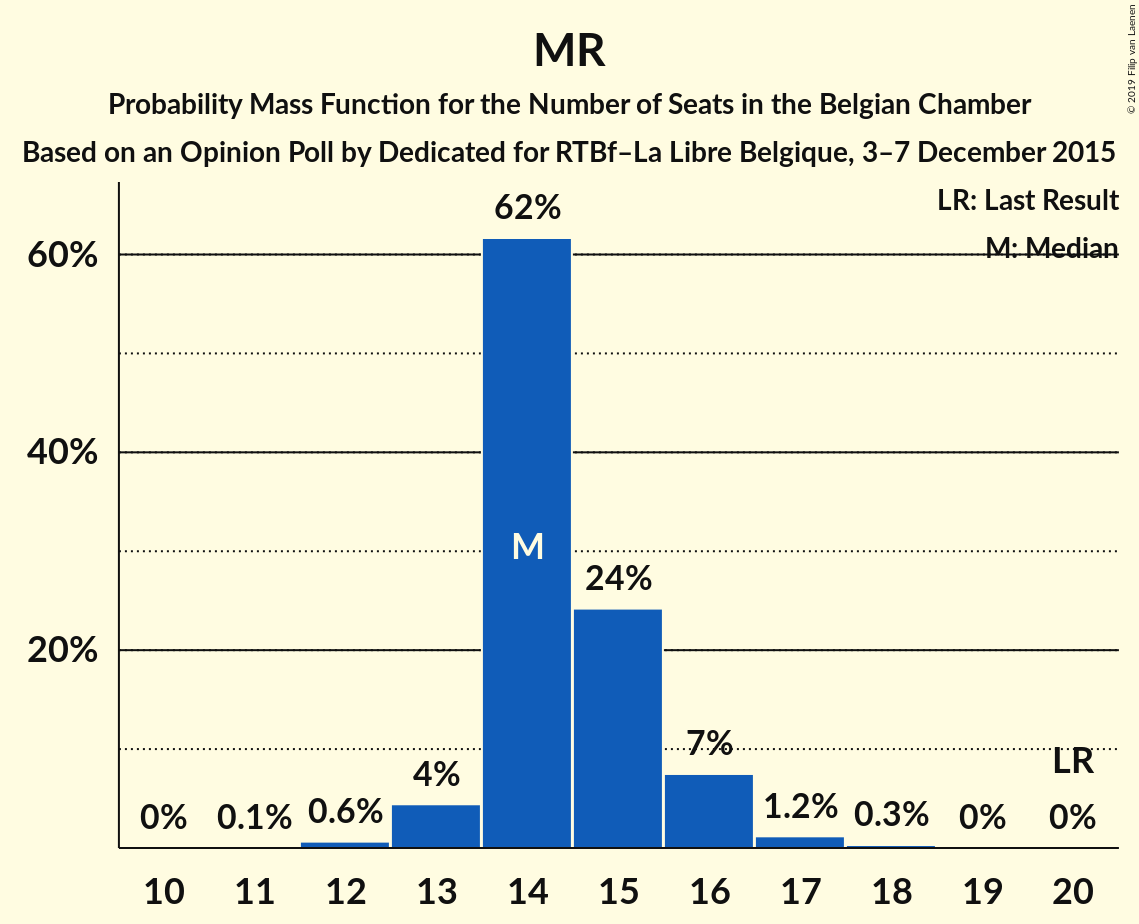 MR
Probability Mass Function for the Number of Seats in the Belgian Chamber
Based on an Opinion Poll by Dedicated for RTBf–La Libre Belgique, 3–7 December 2015
© 2019 Filip van Laenen
LR: Last Result
M: Median
60%
40%
20%
0%
0.1%
0.6%
4%
62%
M
24%
7%
1.2%
0.3%
0%
LR
0%
10 11 12 13 14 15 16 17 18 19 20